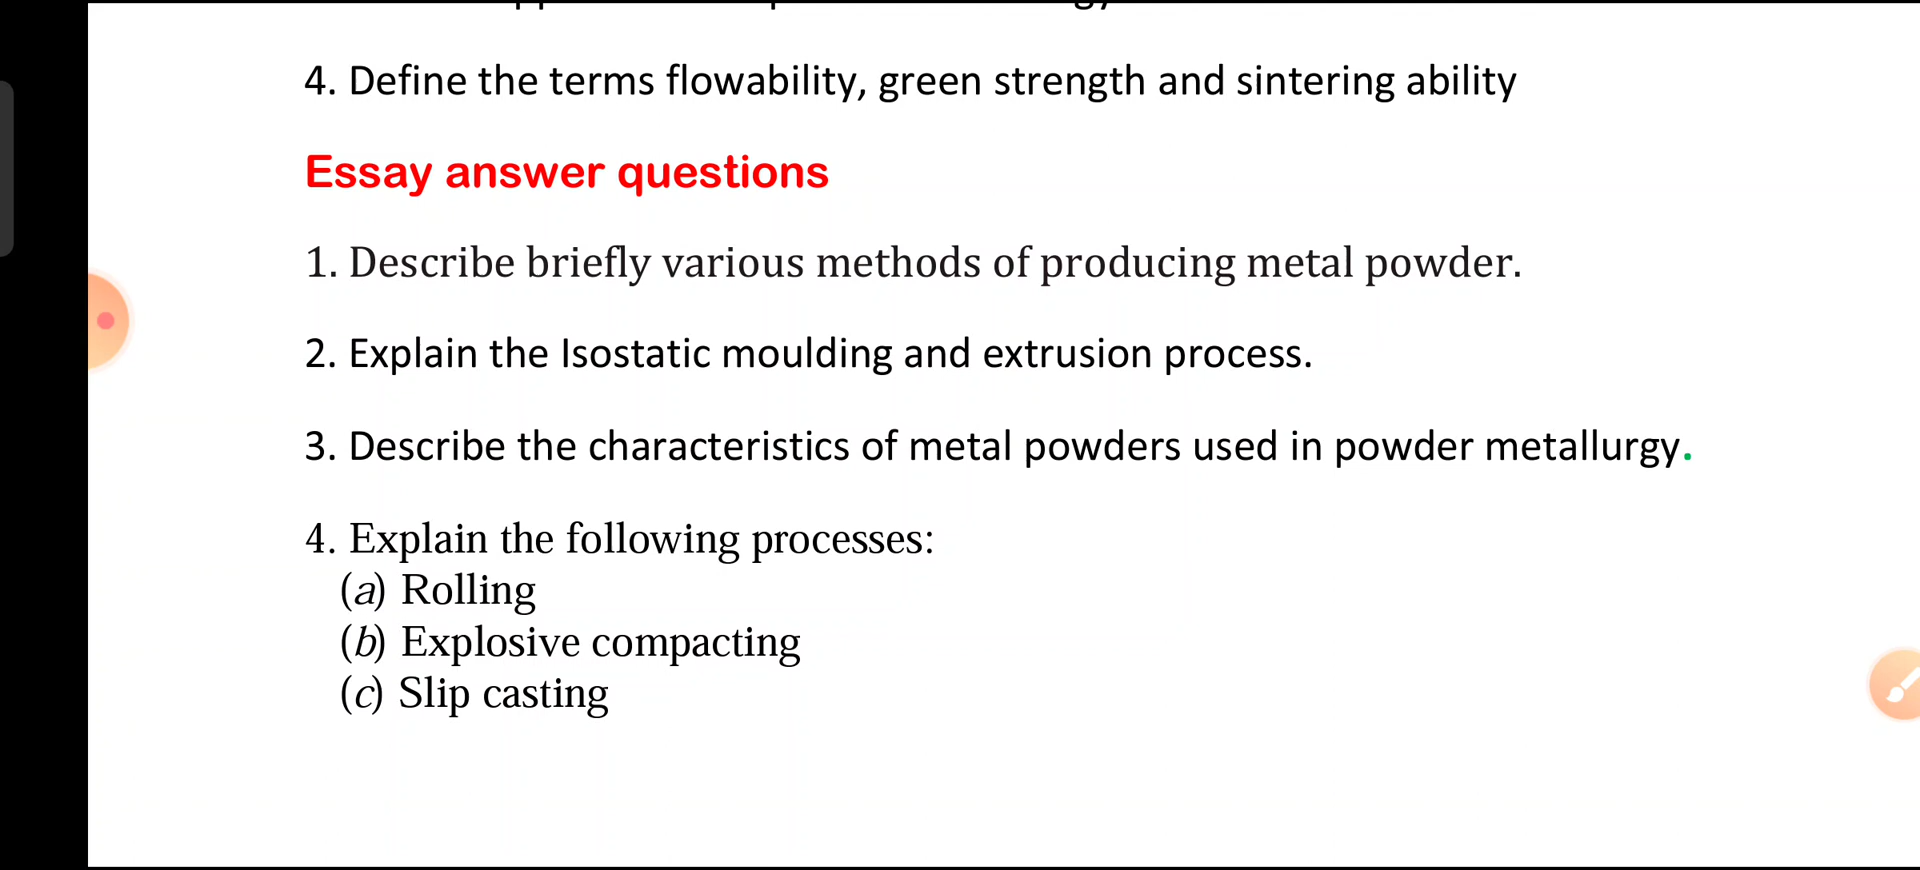 4. Define the terms flowability, green strength and sintering ability
Essay answer questions
1. Describe briefly various methods of producing metal powder.
2. Explain the Isostatic moulding and extrusion process.
3. Describe the characteristics of metal powders used in powder metallurgy.
4. Explain the following processes:
(a) Rolling
(b) Explosive compacting
(c) Slip casting